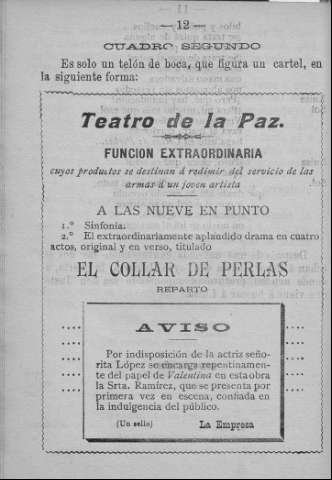 — 12 —
CUADRO SEGUNDO
Es solo un telón de boca, que figura un cartel, en
la siguiente forma:
Teatro de la Paz.
FUNCION EXTRAORDINARIA
cuyos productos se destinan á redimir del servicio de las
armas á un joven artista
A LAS NUEVE EN PUNTO
1.º Sinfonía.
2.º El extraordinariamente aplaudido drama en cuatro
actos, original y en verso, titulado
EL COLLAR DE PERLAS
REPARTO
AVISO
Por indisposición de la actriz seño-
rita López se encarga repentinamen-
te del papel de Valentina en esta obra
la Srta. Ramírez, que se presenta por
primera vez en escena, confiada en
la indulgencia del público.
(Un sello) La Empresa